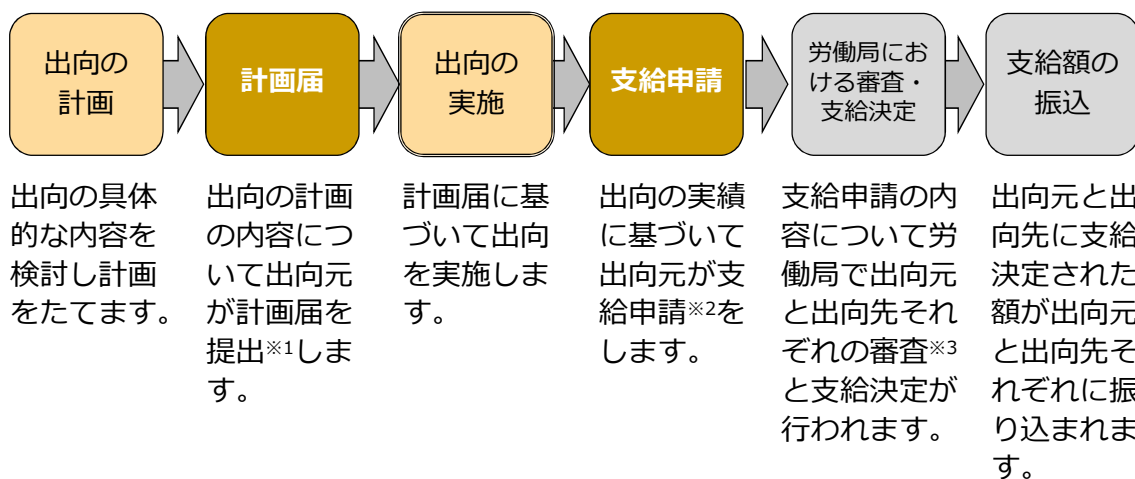 出向の
計画
計画届
出向の
実施
支給申請
労働局にお
ける審査・
支給決定
支給額の
振込
出向の具体
的な内容を
検討し計画
をたてます。
出向の計画
の内容につ
いて出向元
が計画届を
提出※1しま
す。
計画届に基
づいて出向
を実施しま
す。
出向の実績
に基づいて
出向元が支
給申請※2を
します。
支給申請の内
容について労
働局で出向元
と出向先それ
ぞれの審査※3
と支給決定が
行われます。
出向元と出
向先に支給
決定された
額が出向元
と出向先そ
れぞれに振
り込まれま
す。